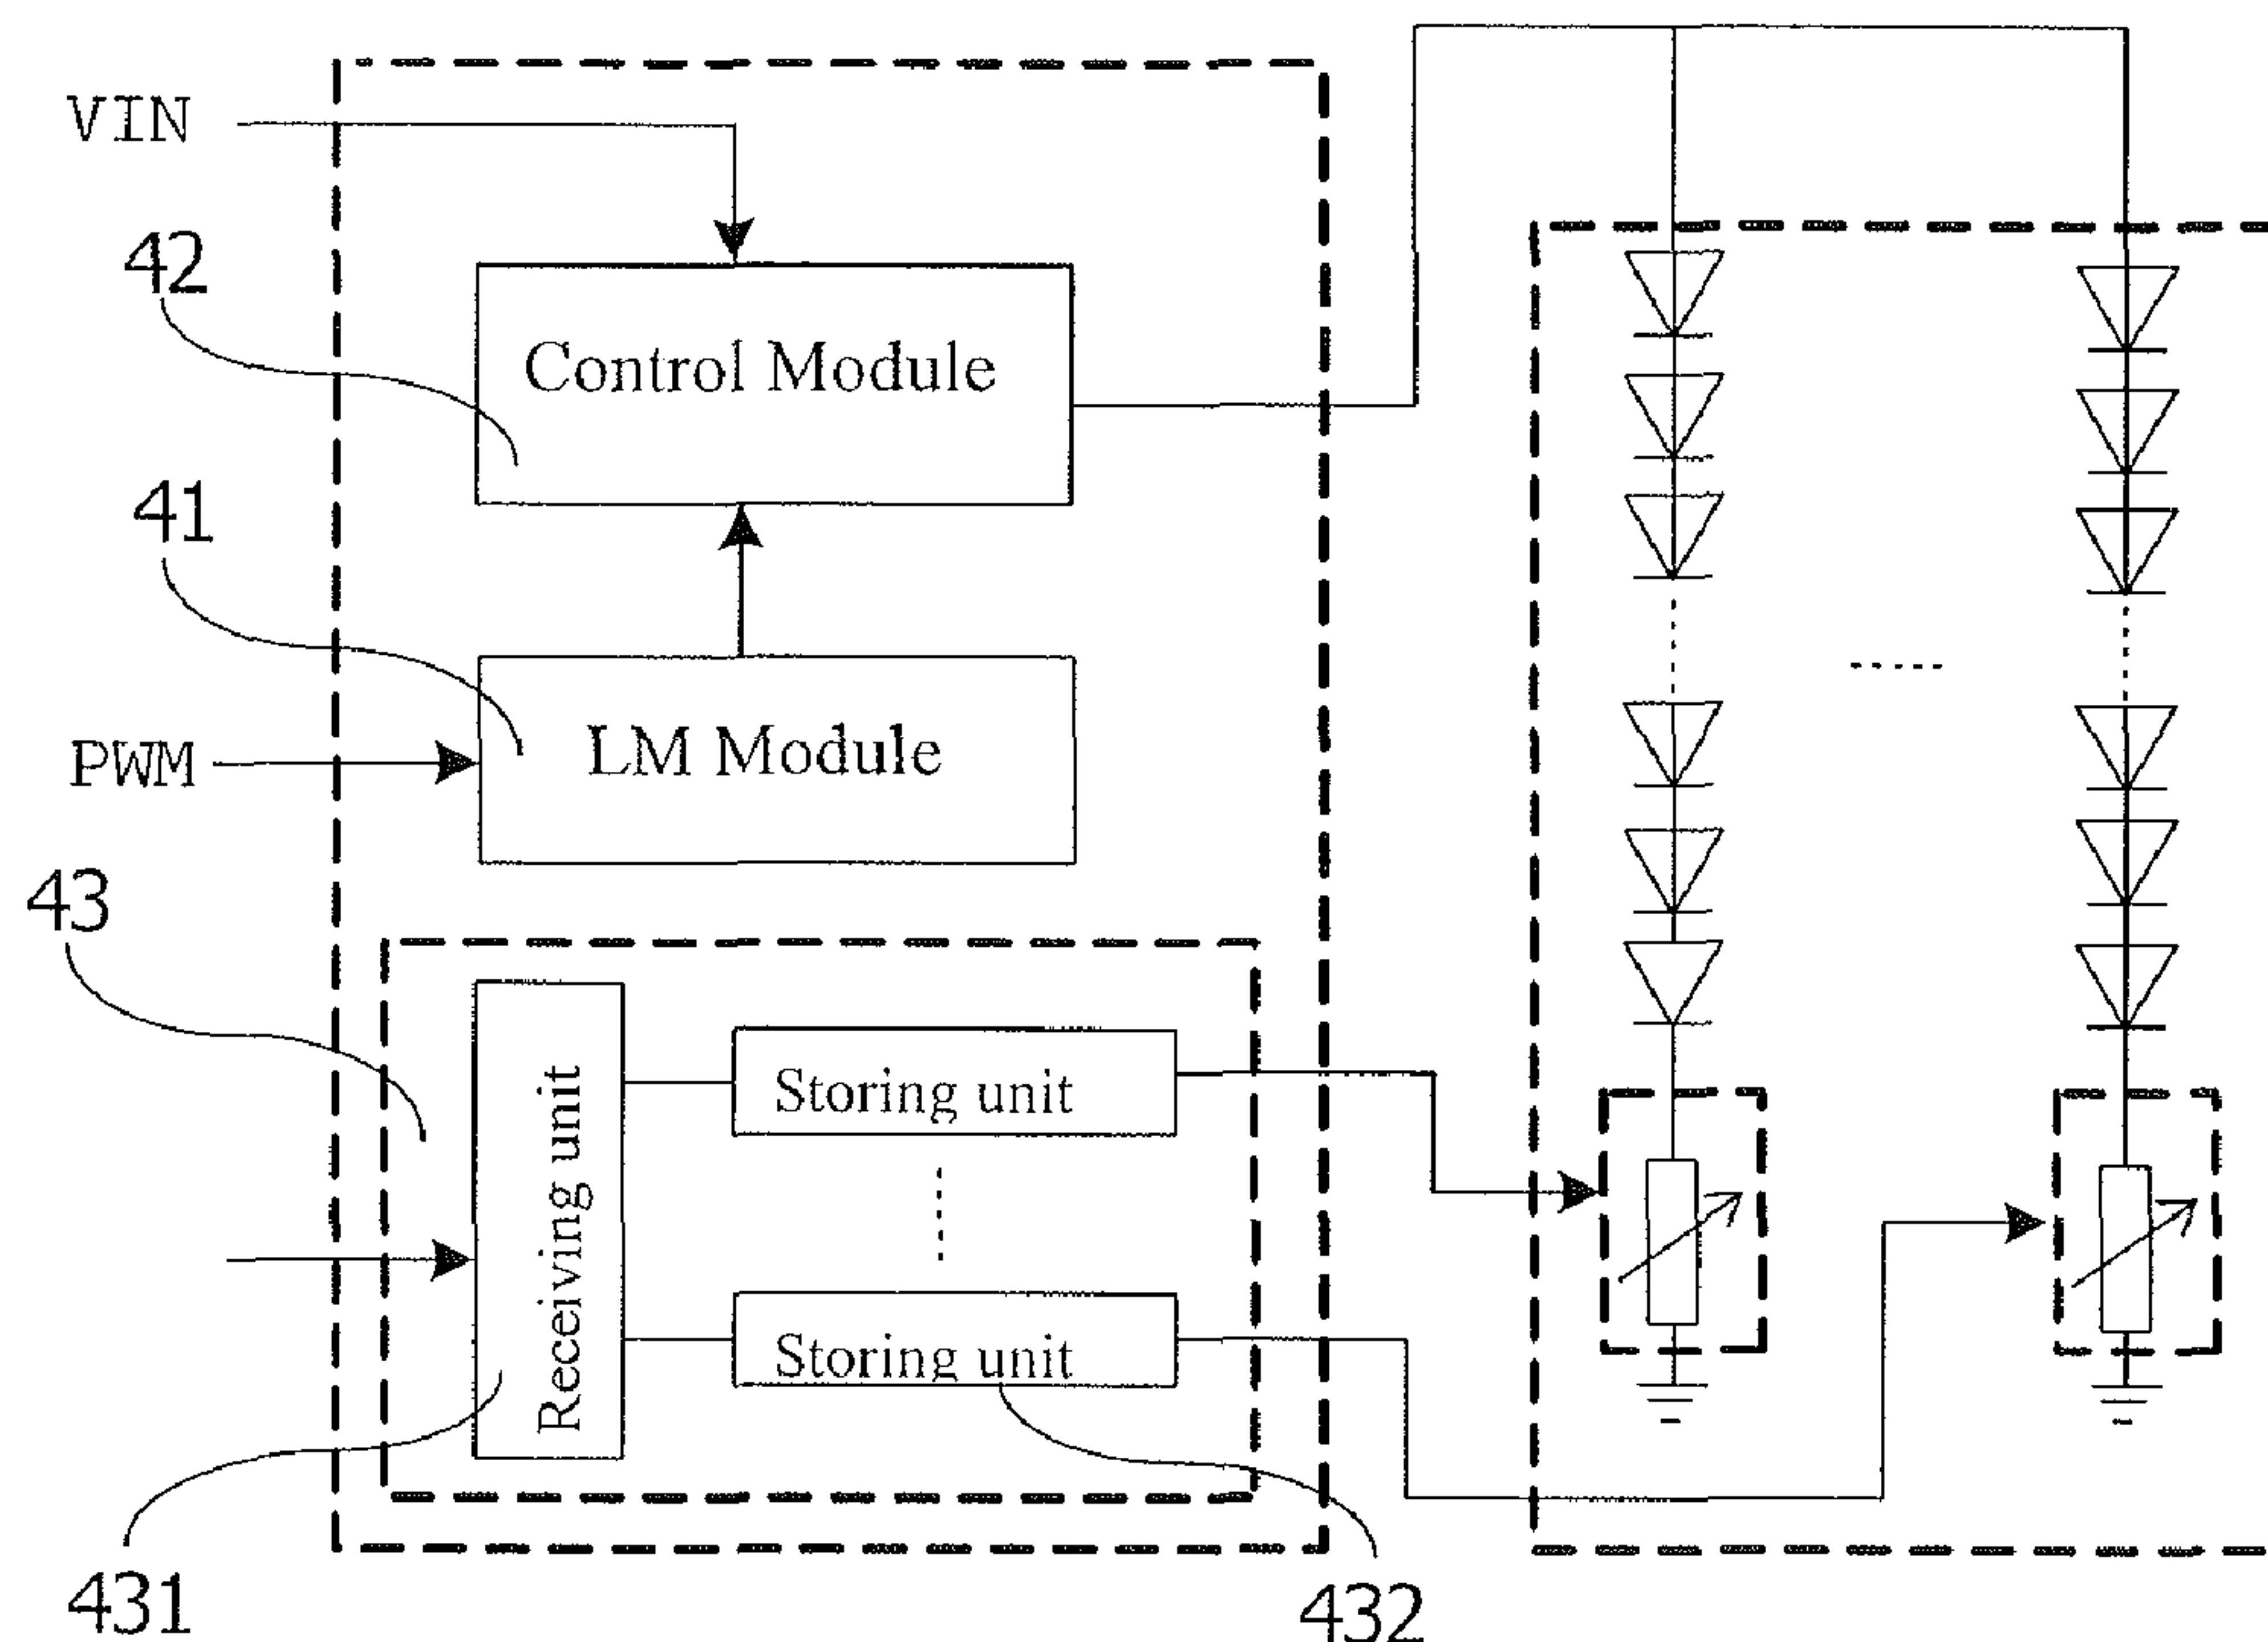 VIN
42
Control Module
41
LM Module
PWM
43
Receiving unit
Storing unit
Storing unit
431
432